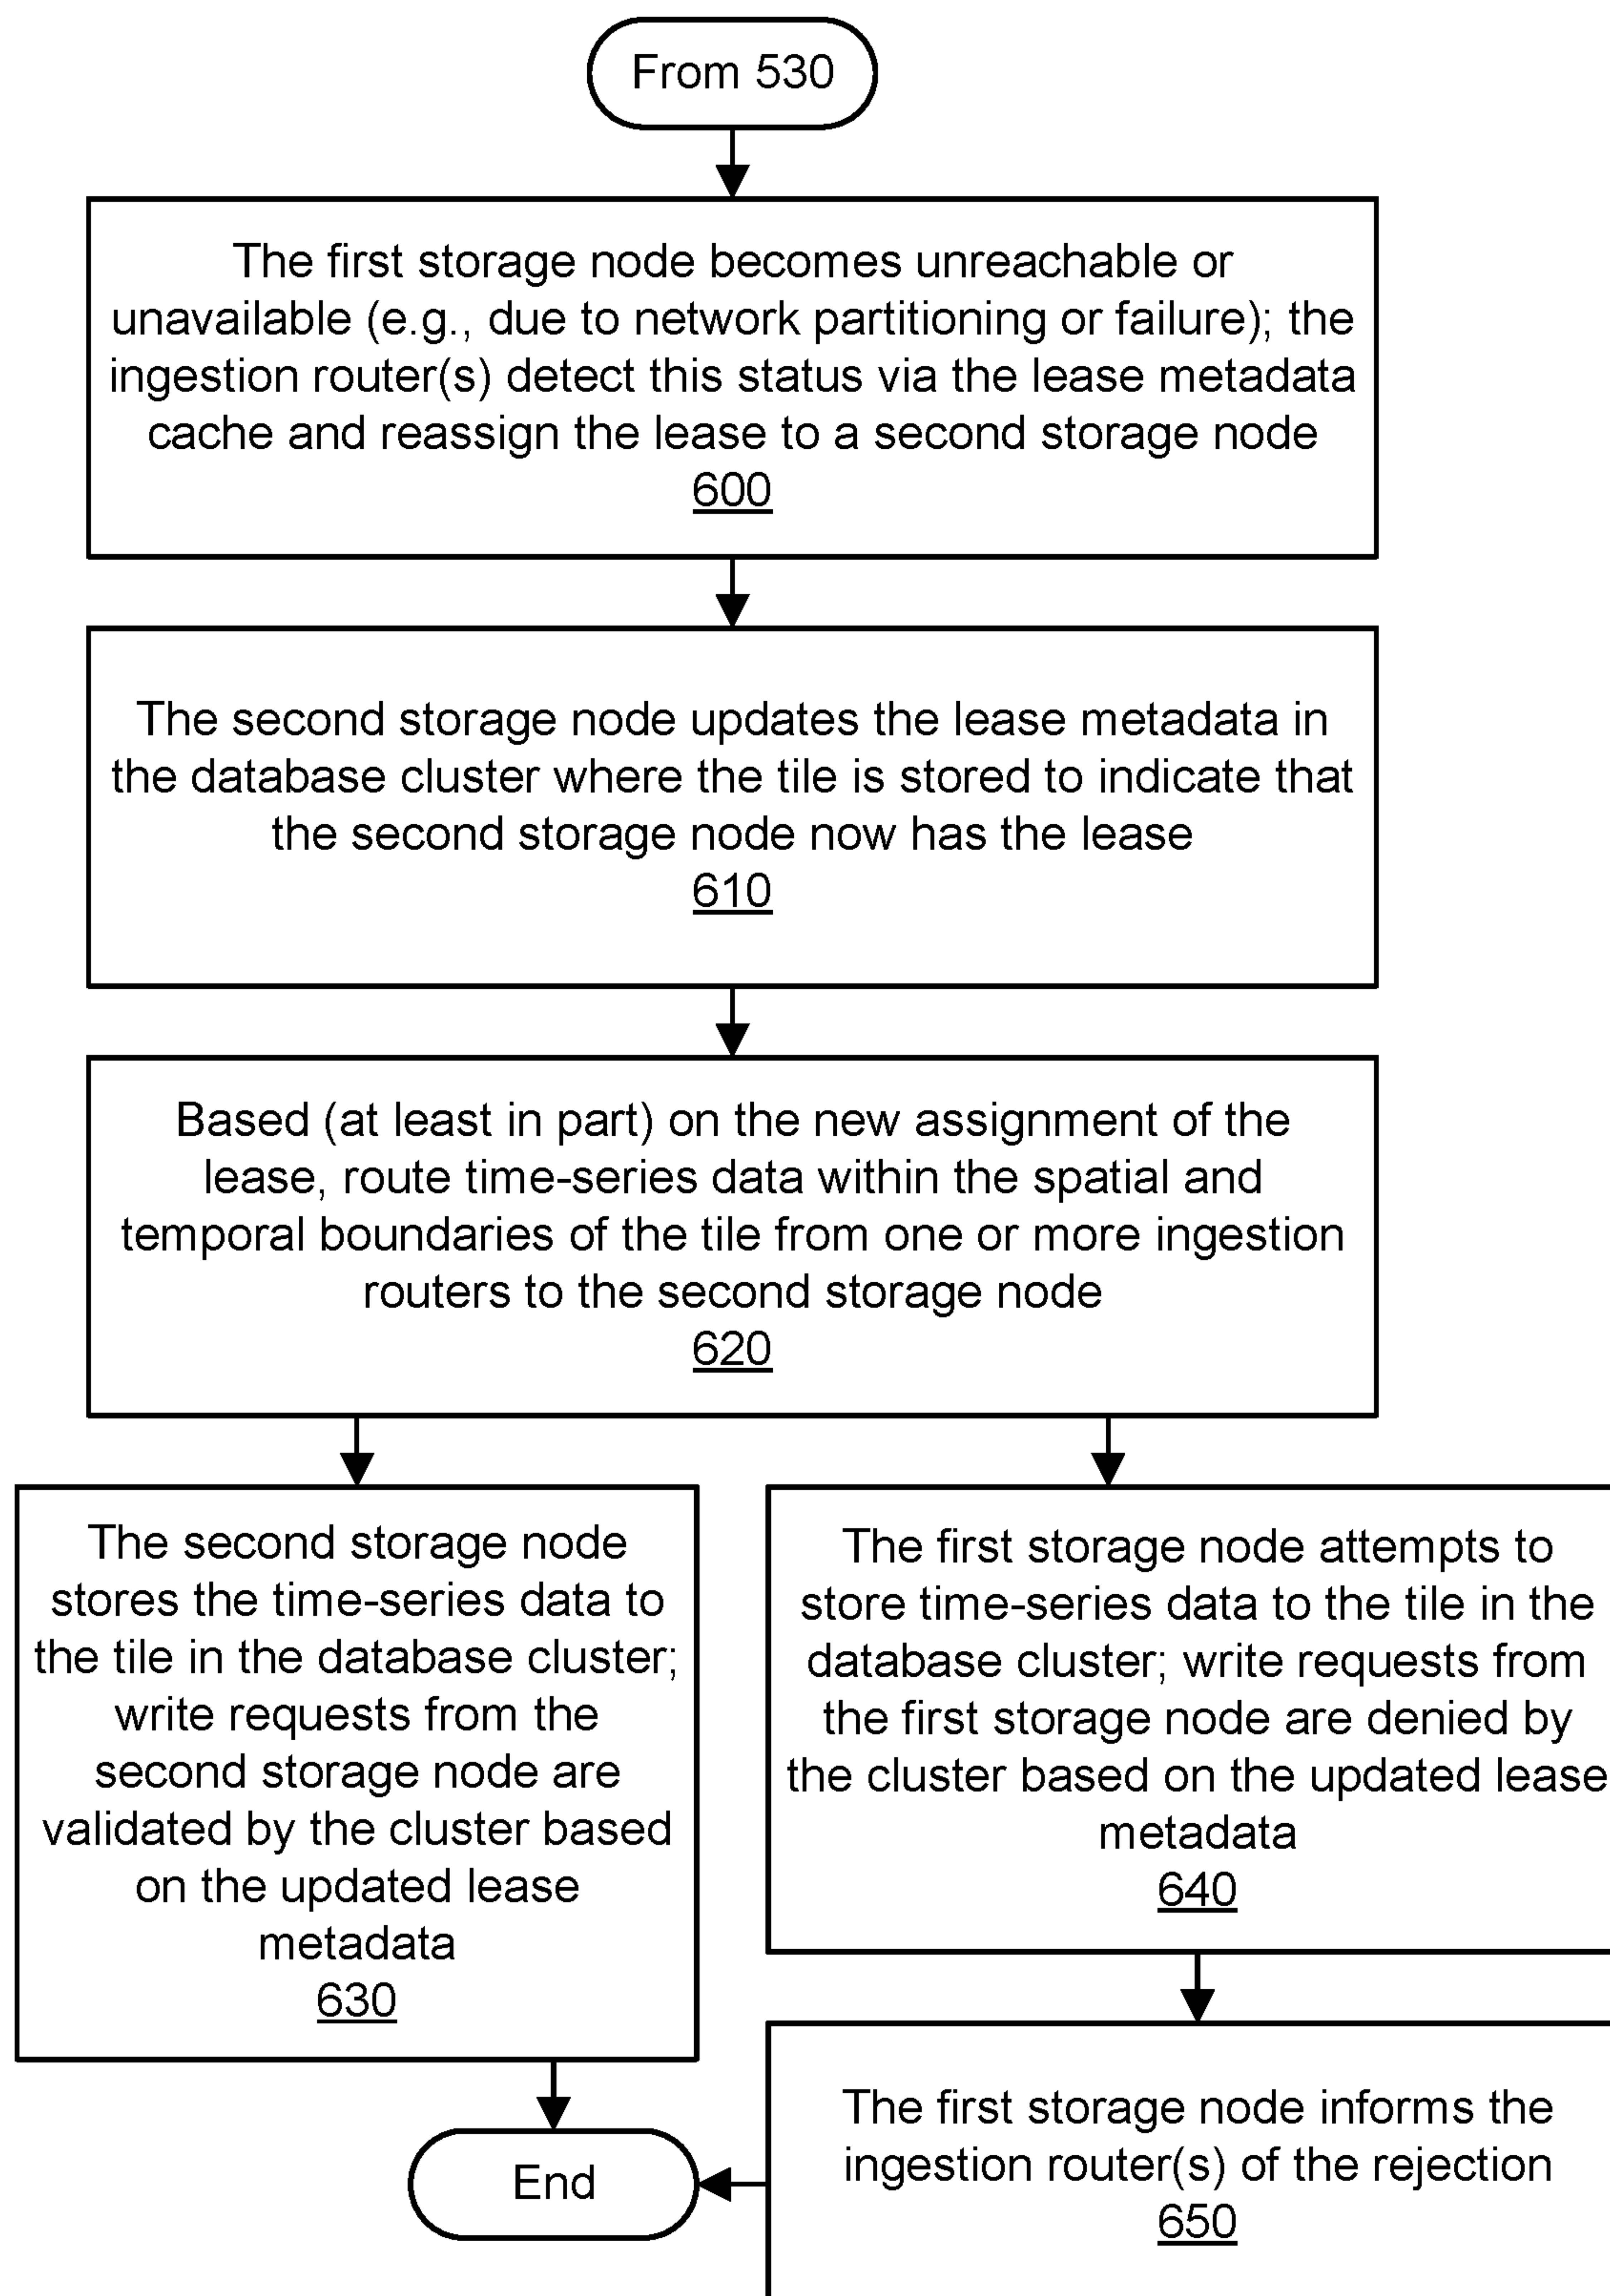 From 530
The first storage node becomes unreachable or
unavailable (e.g., due to network partitioning or failure); the
ingestion router(s) detect this status via the lease metadata
cache and reassign the lease to a second storage node
600
The second storage node updates the lease metadata in
the database cluster where the tile is stored to indicate that
the second storage node now has the lease
610
Based (at least in part) on the new assignment of the
lease, route time-series data within the spatial and
temporal boundaries of the tile from one or more ingestion
routers to the second storage node
620
The second storage node
stores the time-series data to
the tile in the database cluster;
write requests from the
second storage node are
validated by the cluster based
on the updated lease
metadata
630
The first storage node attempts to
store time-series data to the tile in the
database cluster; write requests from
the first storage node are denied by
the cluster based on the updated lease
metadata
640
The first storage node informs the
ingestion router(s) of the rejection
650
End